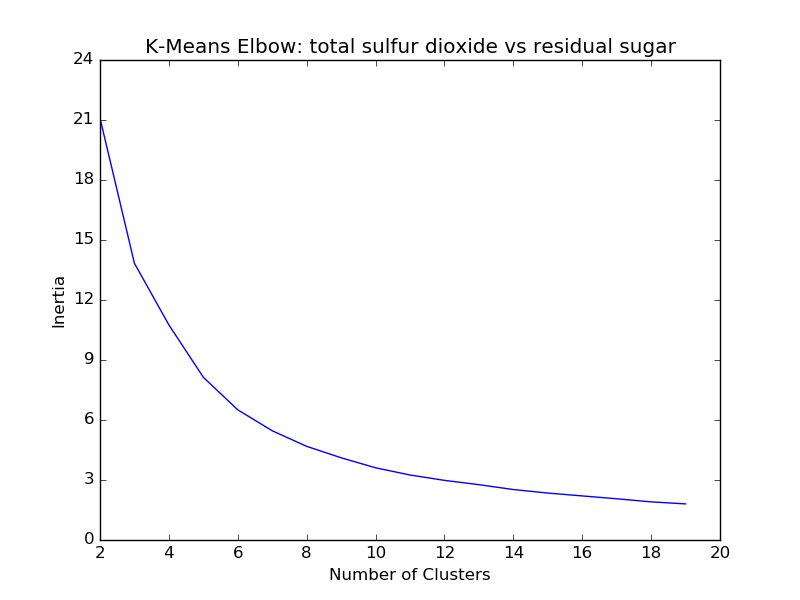 K-Means Elbow: total sulfur dioxide vs residual sugar
24
21
18
15
12
9
6
3
0
Inertia
2 4 6 8 10 12 14 16 18 20
Number of Clusters